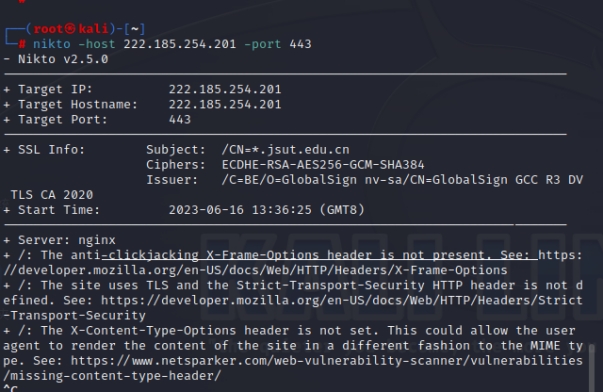 ┌──(root㉿kali)-[~]
└─# nikto -host 222.185.254.201 -port 443
- Nikto v2.5.0
+ Target IP: 222.185.254.201
+ Target Hostname: 222.185.254.201
+ Target Port: 443
+ SSL Info: Subject: /CN=*.jsut.edu.cn
Ciphers: ECDHE-RSA-AES256-GCM-SHA384
Issuer: /C=BE/O=GlobalSign nv-sa/CN=GlobalSign GCC R3 DV
TLS CA 2020
+ Start Time: 2023-06-16 13:36:25 (GMT8)
+ Server: nginx
+ /: The anti-clickjacking X-Frame-Options header is not present. See: https:
//developer.mozilla.org/en-US/docs/Web/HTTP/Headers/X-Frame-Options
+ /: The site uses TLS and the Strict-Transport-Security HTTP header is not d
efined. See: https://developer.mozilla.org/en-US/docs/Web/HTTP/Headers/Strict
-Transport-Security
+ /: The X-Content-Type-Options header is not set. This could allow the user
agent to render the content of the site in a different fashion to the MIME ty
pe. See: https://www.netsparker.com/web-vulnerability-scanner/vulnerabilities
/missing-content-type-header/
^C